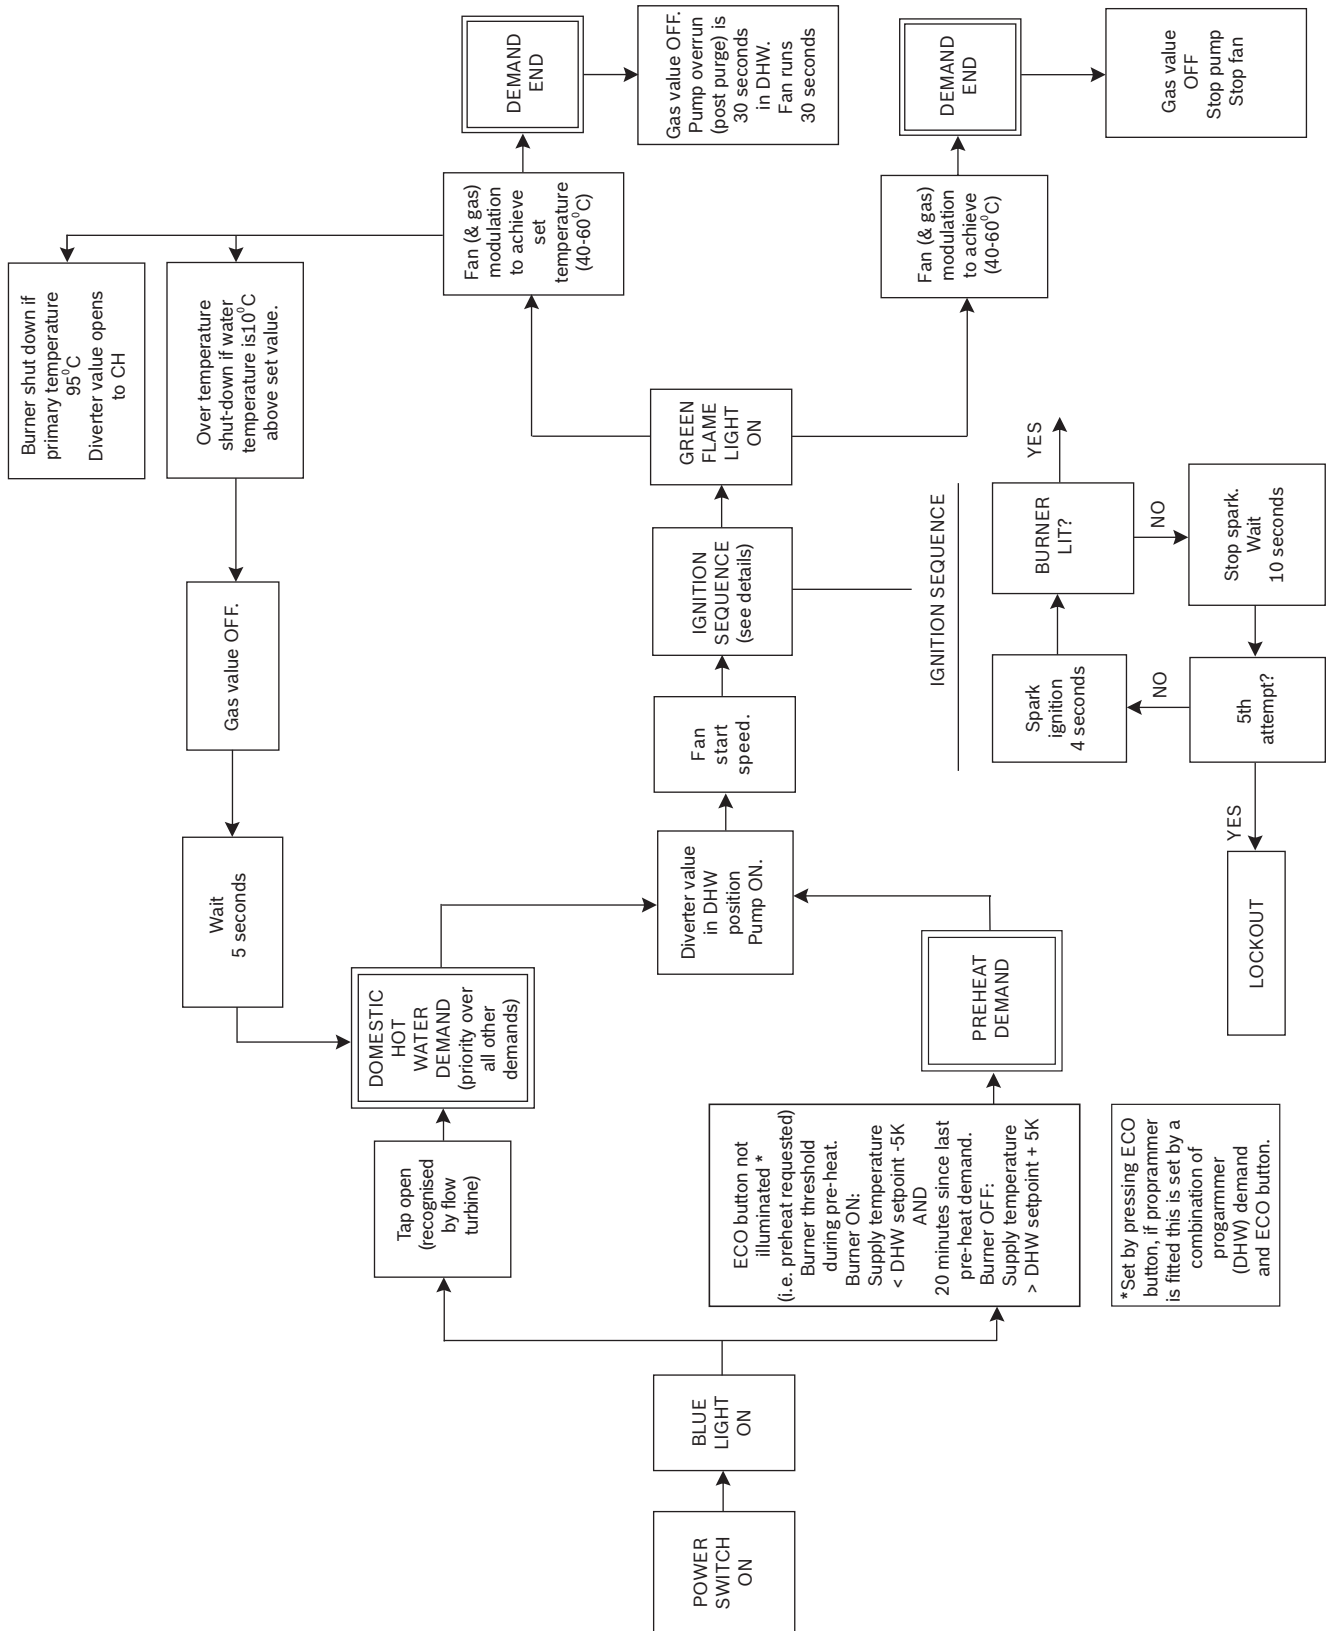 POWER
SWITCH
ON
BLUE
LIGHT
ON
Tap open
(recognised
by flow
turbine)
DOMESTIC
HOT
WATER
DEMAND
(priority over
all other
demands)
Wait
5 seconds
Gas value OFF.
Over temperature
shut-down if water
temperature is10⁰C
above set value.
Burner shut down if
primary temperature
95⁰C
Diverter value opens
to CH
ECO button not
illuminated *
(i.e. preheat requested)
Burner threshold
during pre-heat.
Burner ON:
Supply temperature
< DHW setpoint -5K
AND
20 minutes since last
pre-heat demand.
Burner OFF:
Supply temperature
> DHW setpoint + 5K
PREHEAT
DEMAND
*Set by pressing ECO
button, if proprammer
is fitted this is set by a
combination of
progarmmer
(DHW) demand
and ECO button.
Diverter value
in DHW
position
Pump ON.
Fan
start
speed.
IGNITION
SEQUENCE
(see details)
GREEN
FLAME
LIGHT
ON
Fan (& gas)
modulation
to achieve
set
temperature
(40-60⁰C)
DEMAND
END
Gas value OFF.
Pump overrun
(post purge) is
30 seconds
in DHW.
Fan runs
30 seconds
Fan (& gas)
modulation
to achieve
(40-60⁰C)
DEMAND
END
Gas value
OFF
Stop pump
Stop fan
IGNITION SEQUENCE
Spark
ignition
4 seconds
BURNER
LIT?
YES
NO
Stop spark.
Wait
10 seconds
5th
attempt?
NO
YES
LOCKOUT